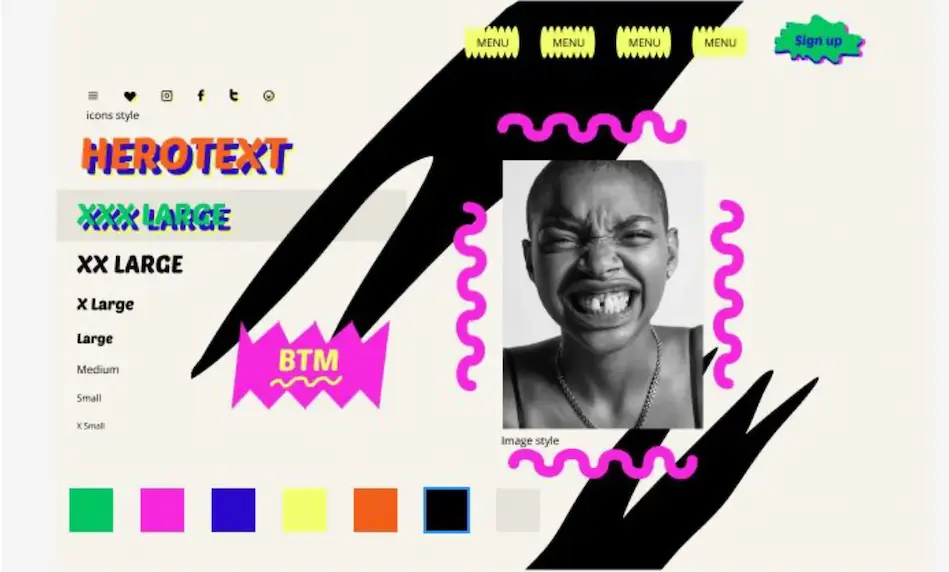 MENU MENU MENU MENU Sign up
icons style
HEROTEXT
XXX LARGE
XX LARGE
X Large
Large
Medium
Small
X Small
BTM
Image style